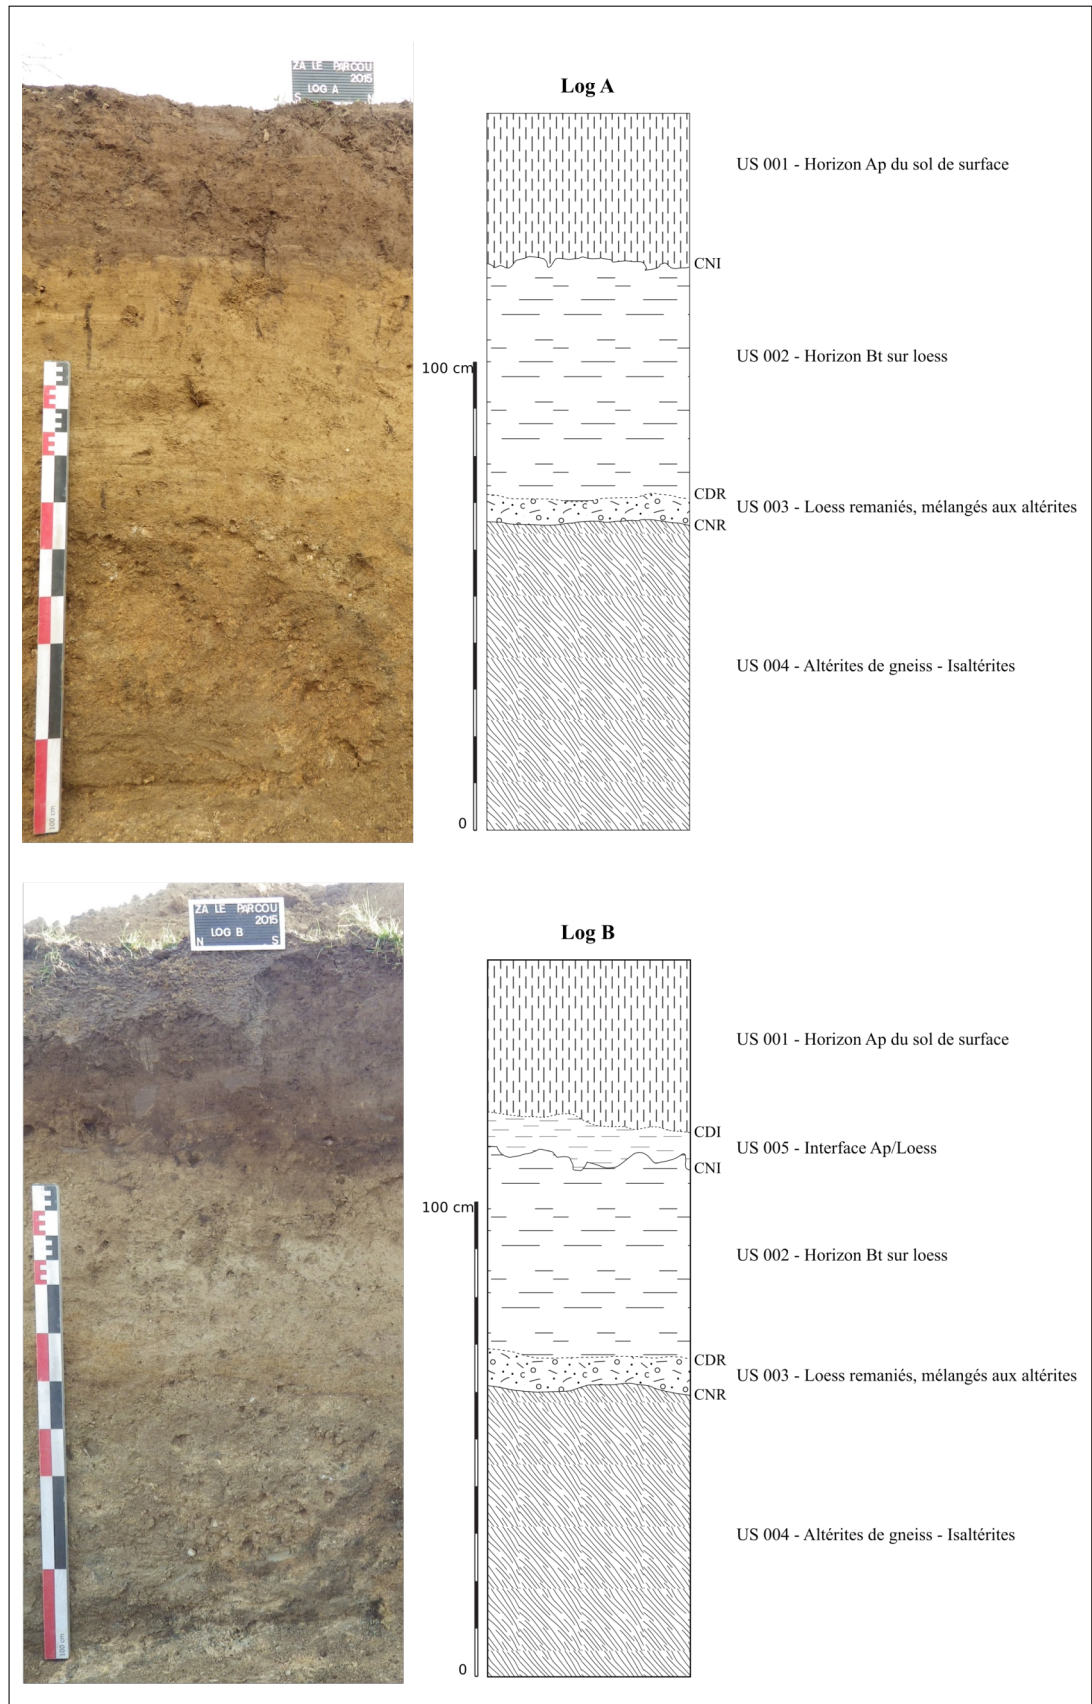 ZA LE PARCOU
2015
LOG A
S N
Log A
US 001 - Horizon Ap du sol de surface
CNI
US 002 - Horizon Bt sur loess
100 cm
CDR
US 003 - Loess remaniés, mélangés aux altérites
CNR
US 004 - Altérites de gneiss - Isaltérites
0
100 cm
ZA LE PARCOU
2015
LOG B
N S
Log B
US 001 - Horizon Ap du sol de surface
CDI
US 005 - Interface Ap/Loess
CNI
100 cm
US 002 - Horizon Bt sur loess
CDR
US 003 - Loess remaniés, mélangés aux altérites
CNR
US 004 - Altérites de gneiss - Isaltérites
0
100 cm